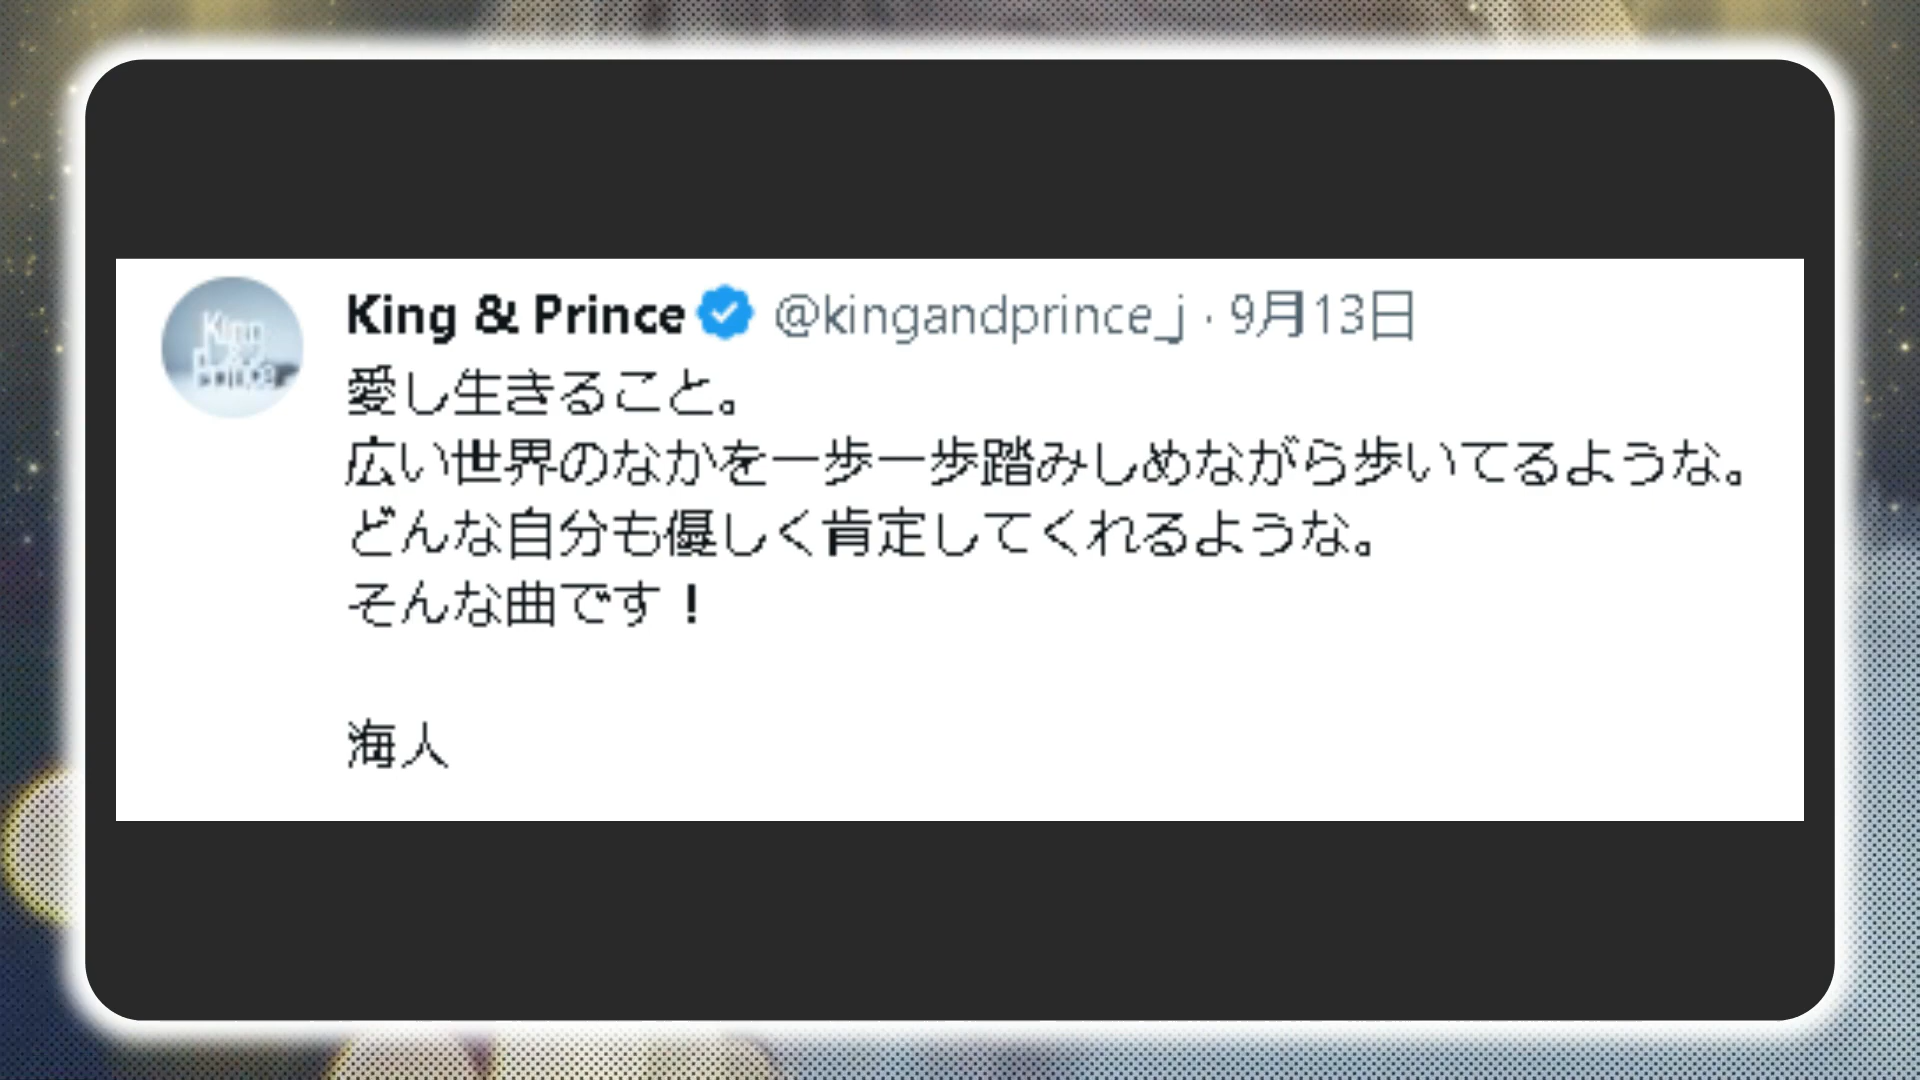 King & Prince @kingandprince_j · 9月13日
愛し生きること。
広い世界のなかを一歩一歩踏みしめながら歩いてるような。
どんな自分も優しく肯定してくれるような。
そんな曲です！
海人
King & Prince